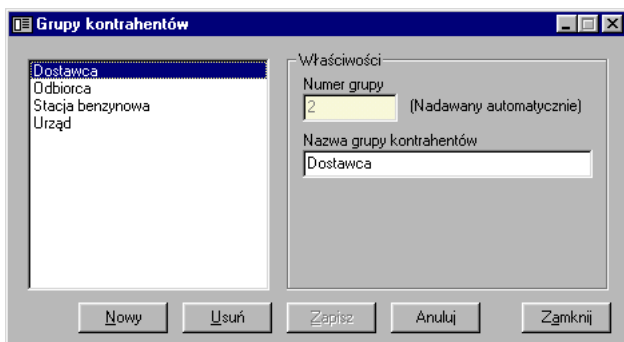 Grupy kontrahentów
Dostawca
Odbiorca
Stacja benzynowa
Urząd
Właściwości
Numer grupy
2 (Nadawany automatycznie)
Nazwa grupy kontrahentów
Dostawca
Nowy Usuń Zapisz Anuluj Zamknij